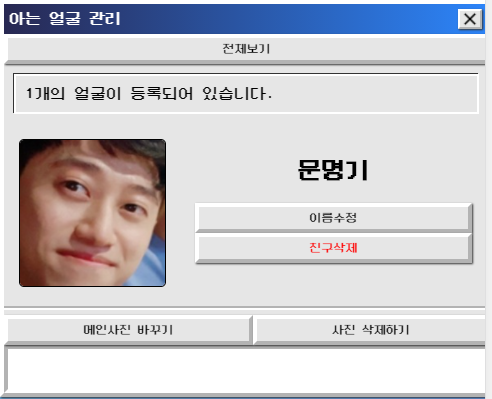 아는 얼굴 관리
전체보기
1개의 얼굴이 등록되어 있습니다.
문명기
이름수정
친구삭제
메인사진 바꾸기
사진 삭제하기